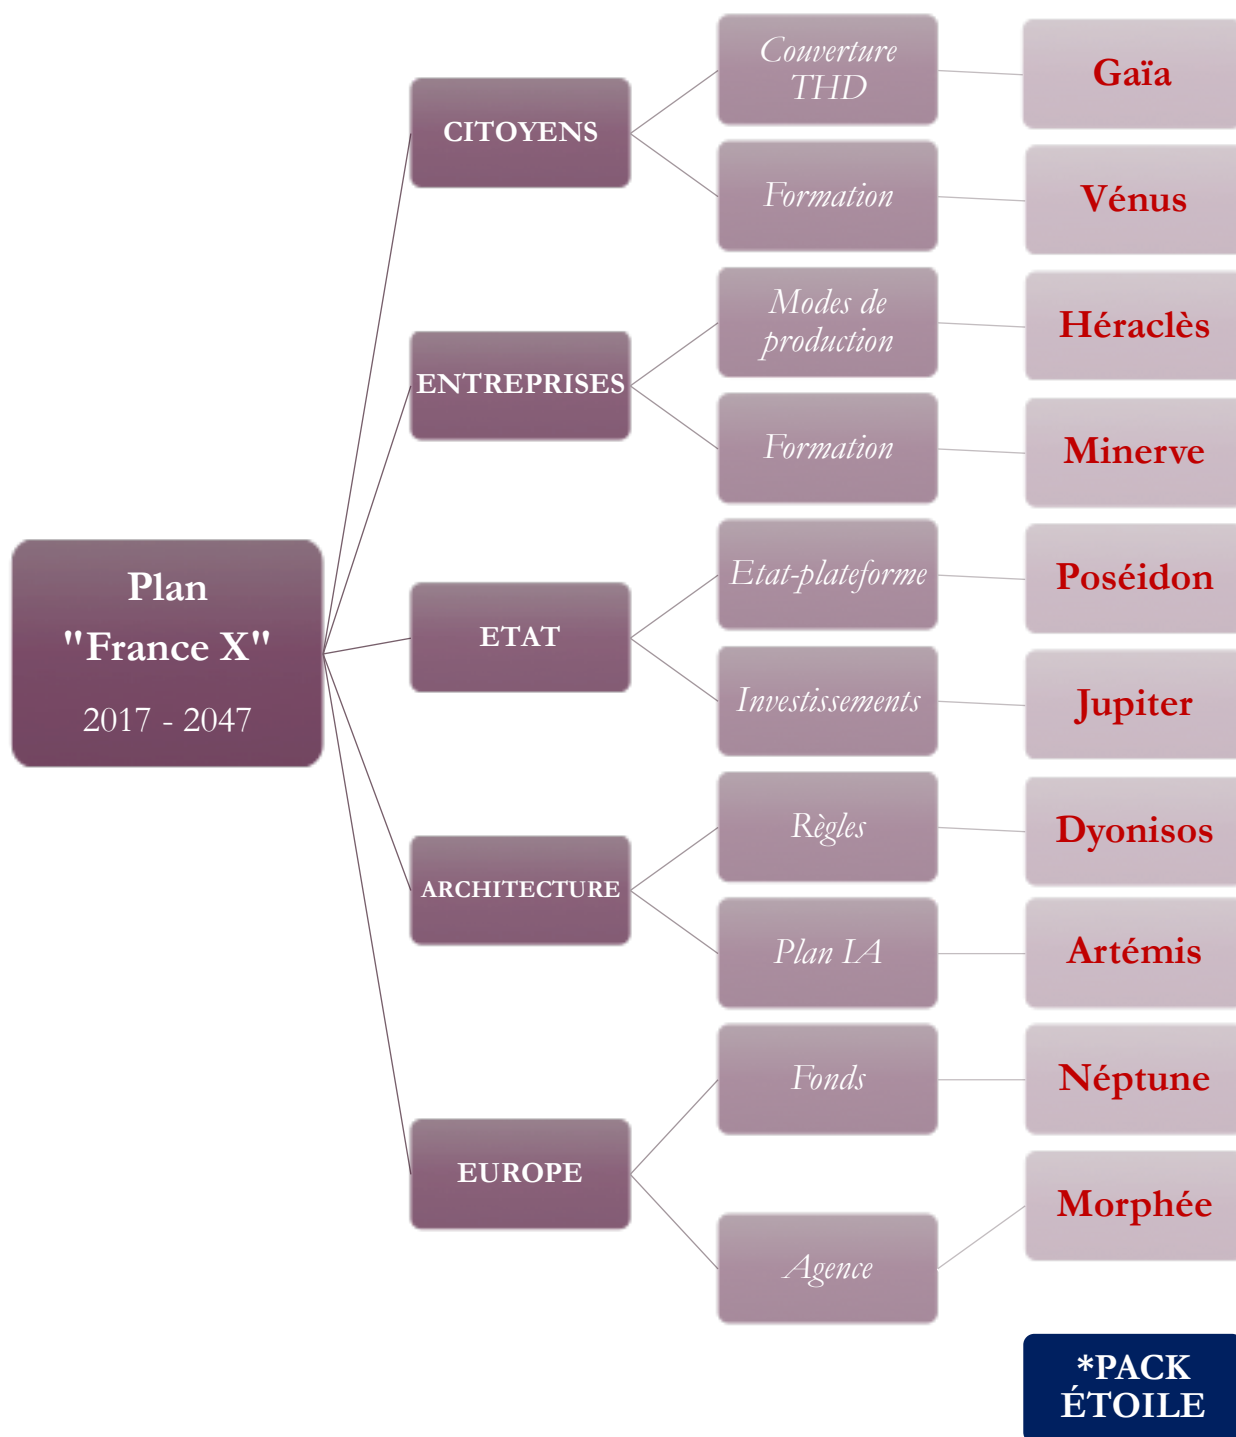 Plan
"France X"
2017 - 2047
CITOYENS
Couverture
THD
Gaïa
Formation
Vénus
ENTREPRISES
Modes de
production
Héraclès
Formation
Minerve
ETAT
Etat-plateforme
Poséidon
Investissements
Jupiter
ARCHITECTURE
Règles
Dyonisos
Plan IA
Artémis
EUROPE
Fonds
Néptune
Agence
Morphée
*PACK
ÉTOILE